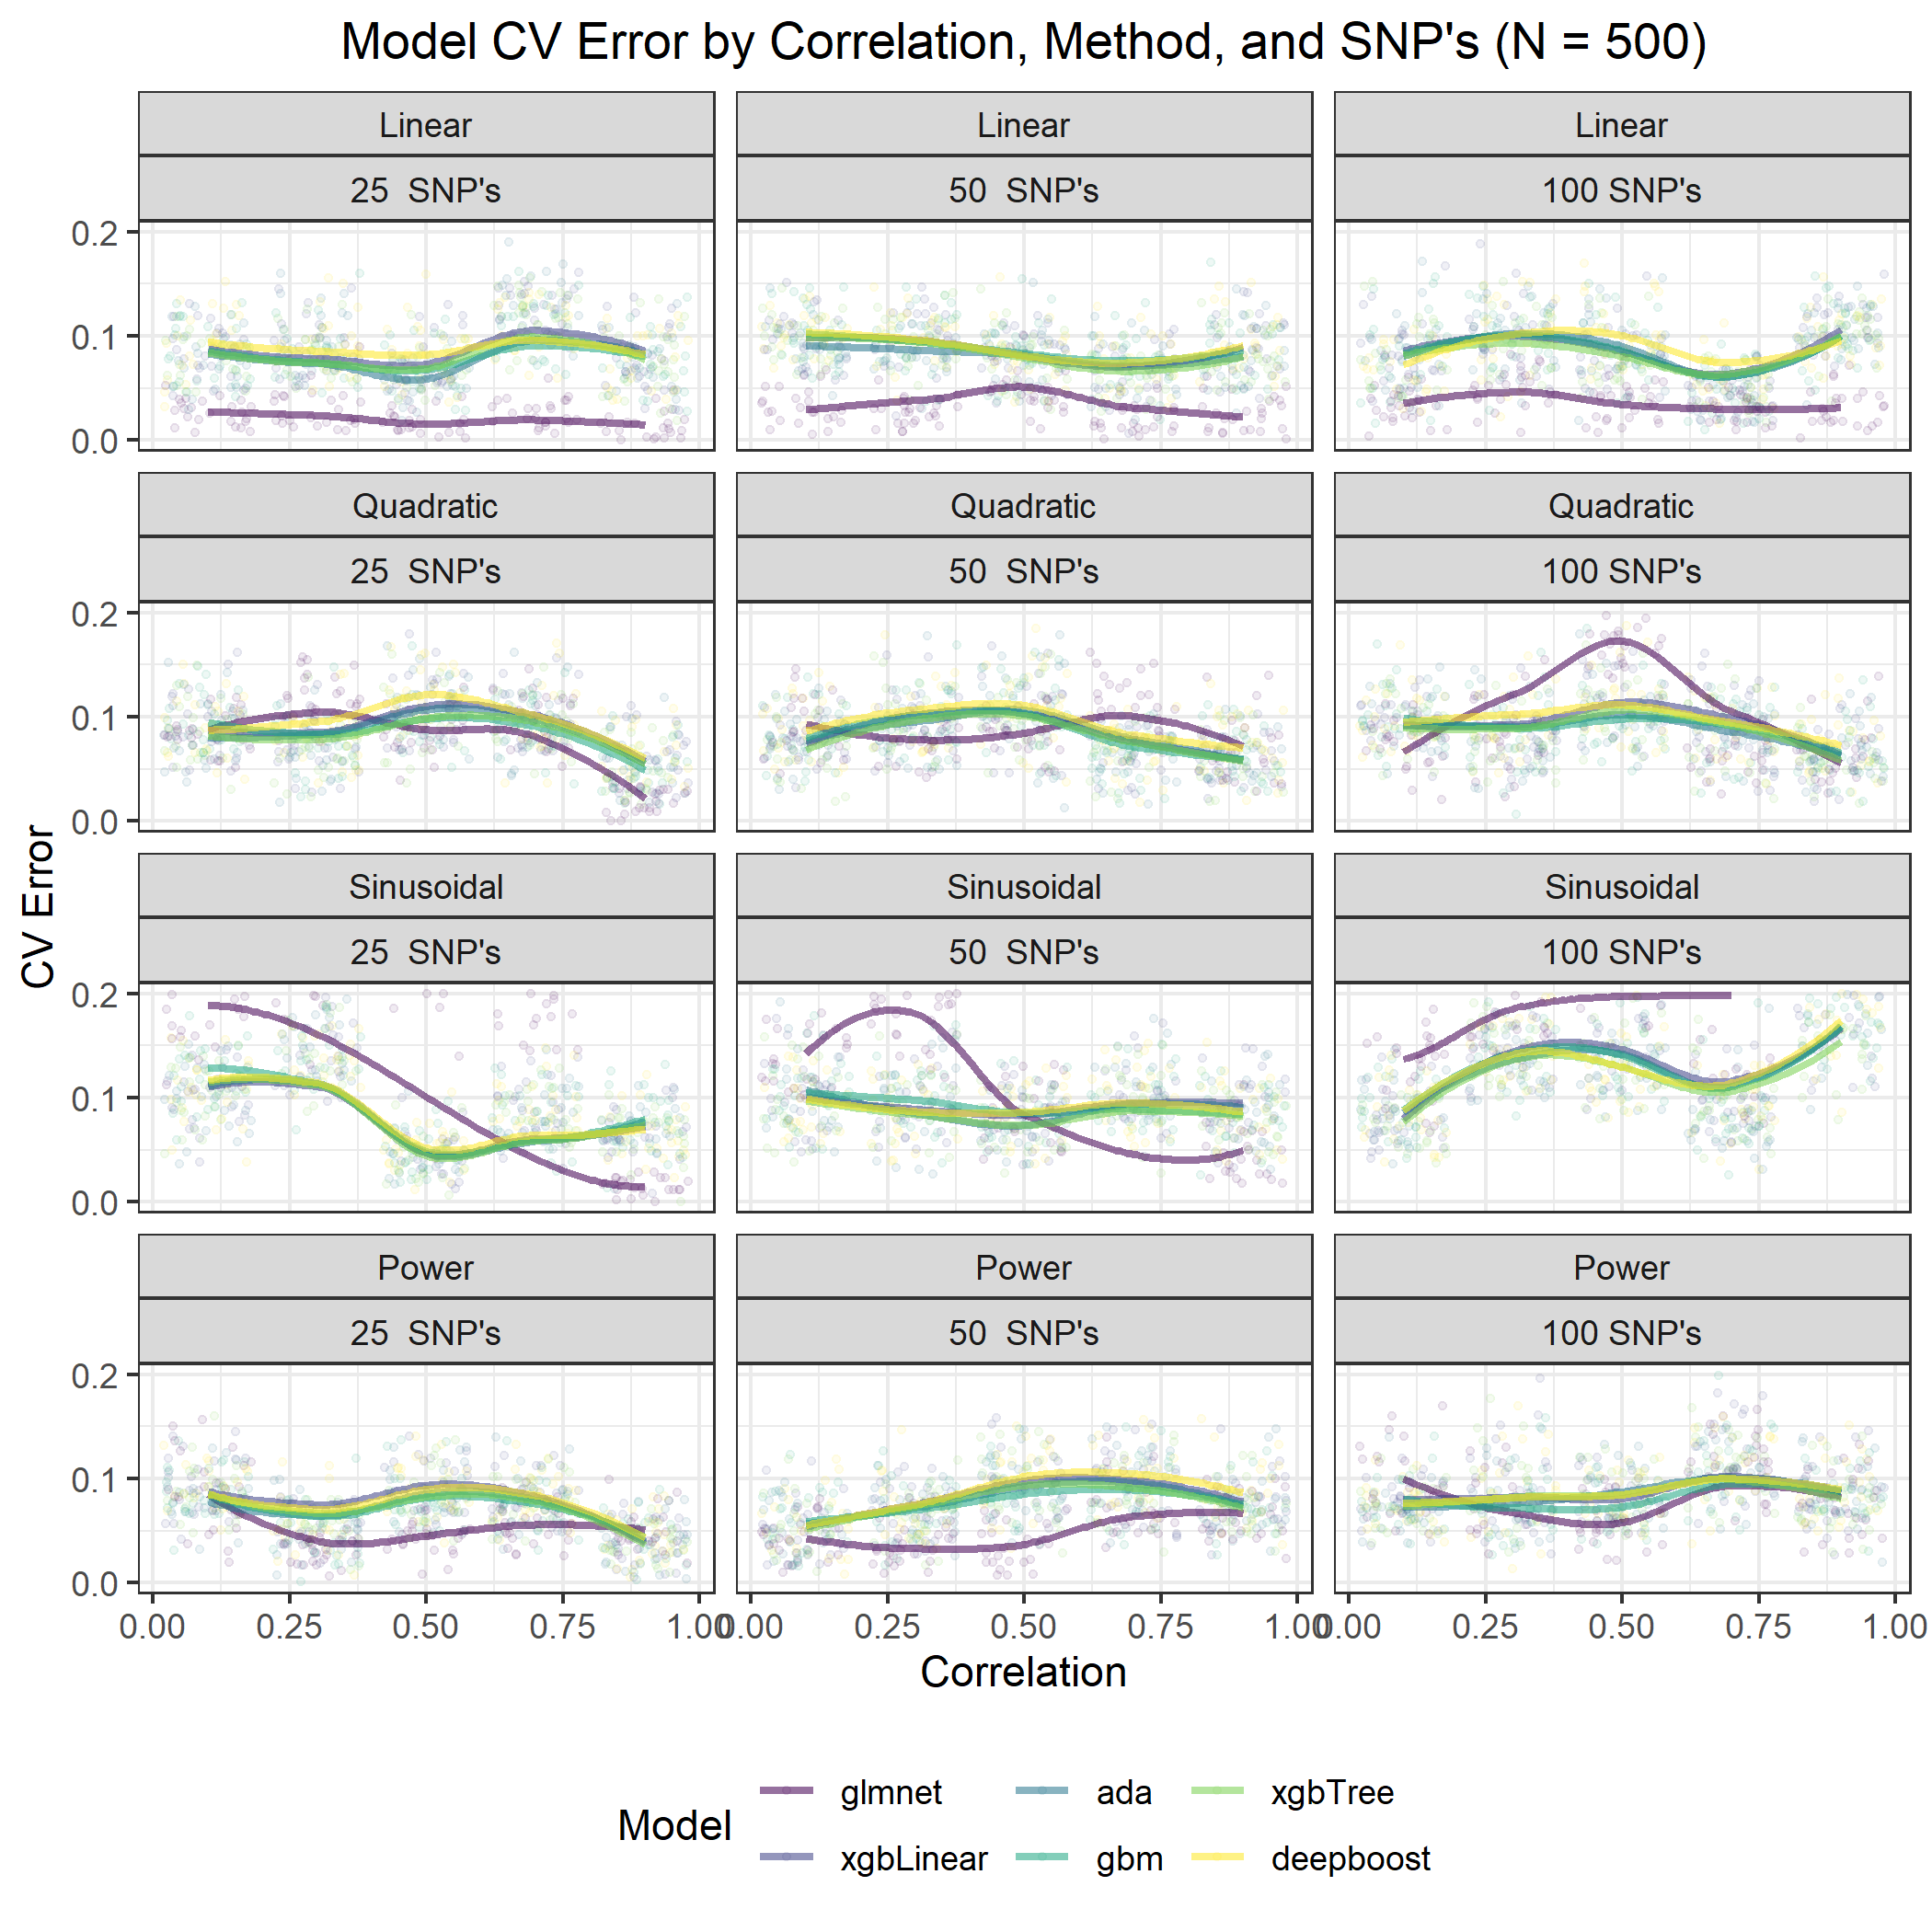 Model CV Error by Correlation, Method, and SNP's (N = 500)
Linear Linear Linear
25 SNP's 50 SNP's 100 SNP's
0.2
0.1
0.0
Quadratic Quadratic Quadratic
25 SNP's 50 SNP's 100 SNP's
0.2
0.1
0.0
CV Error
Sinusoidal Sinusoidal Sinusoidal
25 SNP's 50 SNP's 100 SNP's
0.2
0.1
0.0
Power Power Power
25 SNP's 50 SNP's 100 SNP's
0.2
0.1
0.0
0.00 0.25 0.50 0.75 1.00 0.00 0.25 0.50 0.75 1.00 0.00 0.25 0.50 0.75 1.00
Correlation
Model
glmnet ada xgbTree
xgbLinear gbm deepboost